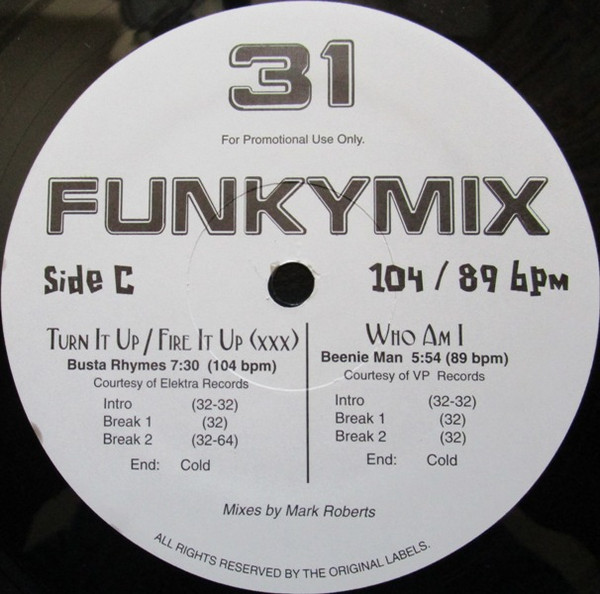 31
For Promotional Use Only.
FUNKYMIX
Side C
104 / 89 bpm
Turn It Up / Fire It Up (xxx)
Busta Rhymes 7:30 (104 bpm)
Courtesy of Elektra Records
Intro (32-32)
Break 1 (32)
Break 2 (32-64)
End: Cold
Who Am I
Beenie Man 5:54 (89 bpm)
Courtesy of VP Records
Intro (32-32)
Break 1 (32)
Break 2 (32)
End: Cold
Mixes by Mark Roberts
ALL RIGHTS RESERVED BY THE ORIGINAL LABELS.